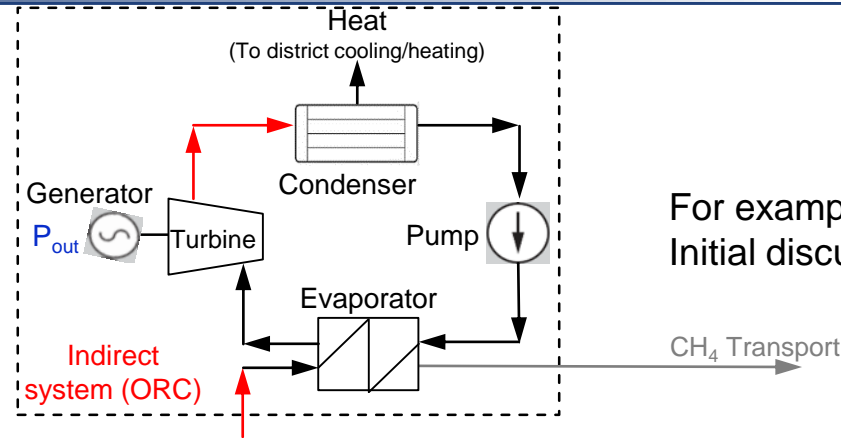 Heat
(To district cooling/heating)
Condenser
Generator
P_out
Turbine
Pump
Evaporator
Indirect
system (ORC)
For examp
Initial discu
CH₄ Transport